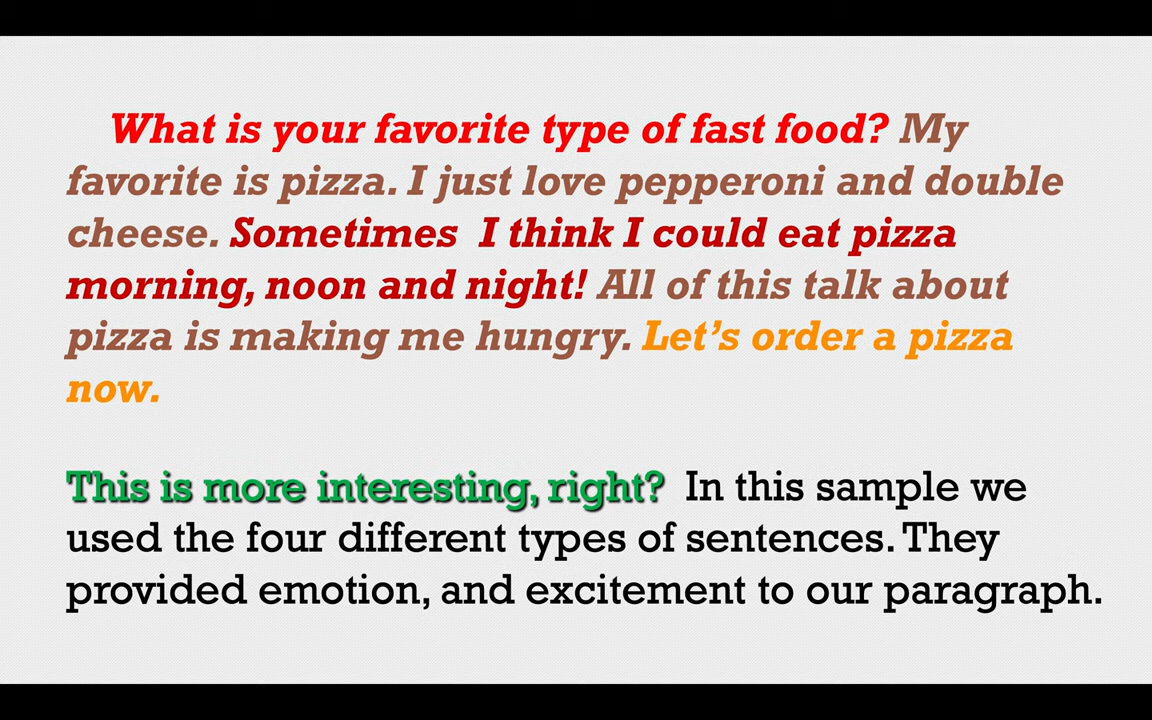 What is your favorite type of fast food? My
favorite is pizza. I just love pepperoni and double
cheese. Sometimes  I think I could eat pizza
morning, noon and night! All of this talk about
pizza is making me hungry. Let’s order a pizza
now.
This is more interesting, right?  In this sample we
used the four different types of sentences. They
provided emotion, and excitement to our paragraph.